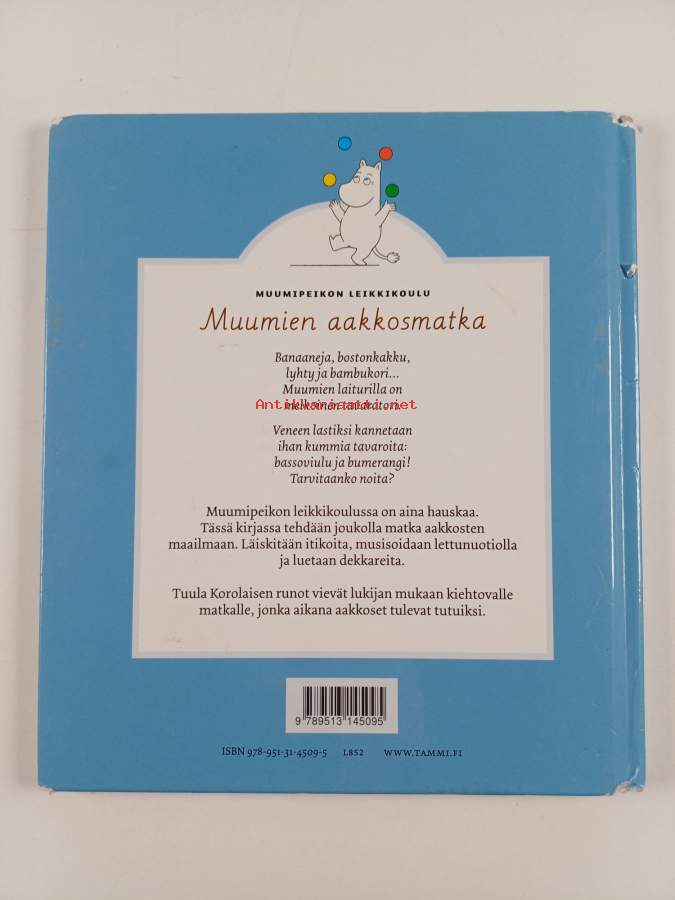 MUUMIPEIKON LEIKKIKOULU
Muumien aakkosmatka
Banaaneja, bostonkakku,
lyhty ja bambukori...
Muumien laiturilla on
melkoinen tavaratori.
Antikvariaatti.net
Veneen lastiksi kannetaan
ihan kummia tavaroita:
bassoviulu ja bumerangi!
Tarvitaanko noita?
Muumipeikon leikkikoulussa on aina hauskaa.
Tässä kirjassa tehdään joukolla matka aakkosten
maailmaan. Läiskitään itikoita, musisoidaan lettunuotiolla
ja luetaan dekkareita.
Tuula Korolaisen runot vievät lukijan mukaan kiehtovalle
matkalle, jonka aikana aakkoset tulevat tutuiksi.
9 789513 145095
ISBN 978-951-31-4509-5 L852 WWW.TAMMI.FI